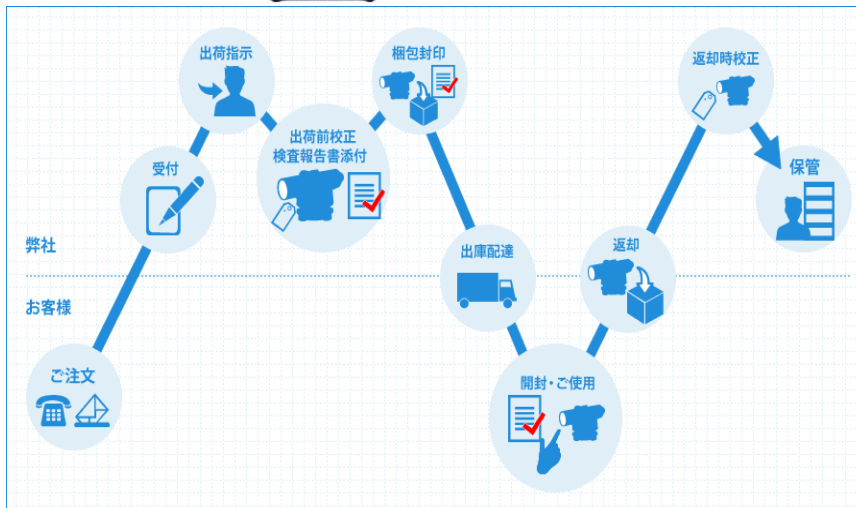 出荷指示
梱包封印
返却時校正
出荷前校正
検査報告書添付
受付
保管
弊社
出庫配達
返却
お客様
ご注文
開封・ご使用